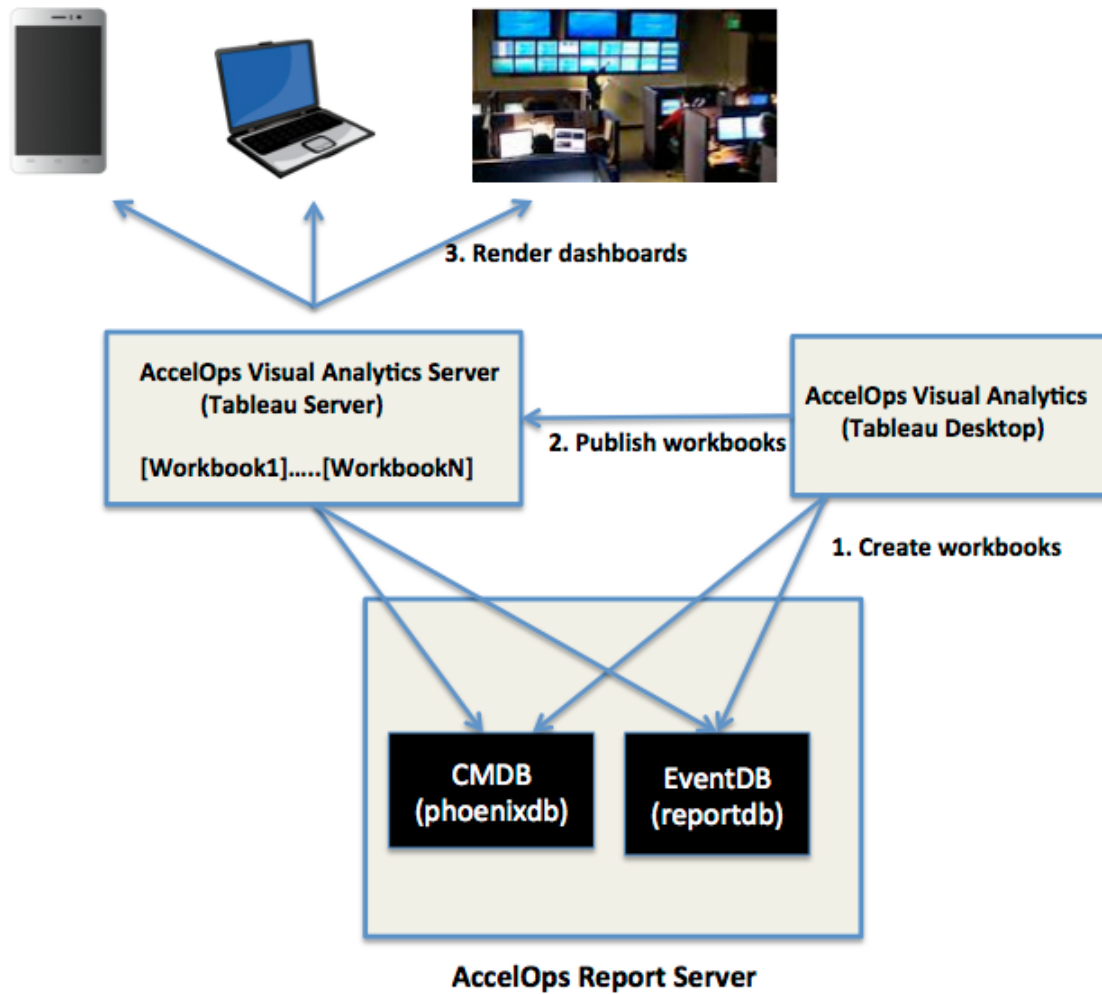 3. Render dashboards
AccelOps Visual Analytics Server
(Tableau Server)
[Workbook1].....[WorkbookN]
AccelOps Visual Analytics
(Tableau Desktop)
2. Publish workbooks
1. Create workbooks
CMDB
(phoenixdb)
EventDB
(reportdb)
AccelOps Report Server